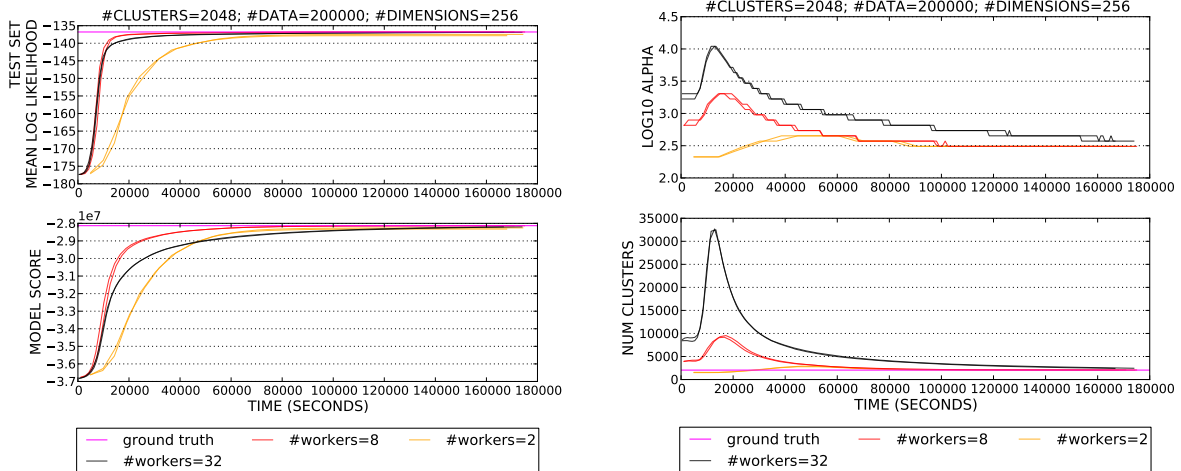 #CLUSTERS=2048; #DATA=200000; #DIMENSIONS=256
TEST SET
MEAN LOG LIKELIHOOD
−135
−140
−145
−150
−155
−160
−165
−170
−175
−180
0 20000 40000 60000 80000 100000 120000 140000 160000 180000
1e7
MODEL SCORE
−2.8
−2.9
−3.0
−3.1
−3.2
−3.3
−3.4
−3.5
−3.6
−3.7
0 20000 40000 60000 80000 100000 120000 140000 160000 180000
TIME (SECONDS)
ground truth #workers=8 #workers=2
#workers=32
#CLUSTERS=2048; #DATA=200000; #DIMENSIONS=256
LOG10 ALPHA
4.5
4.0
3.5
3.0
2.5
2.0
0 20000 40000 60000 80000 100000 120000 140000 160000 180000
NUM CLUSTERS
35000
30000
25000
20000
15000
10000
5000
0
0 20000 40000 60000 80000 100000 120000 140000 160000 180000
TIME (SECONDS)
ground truth #workers=8 #workers=2
#workers=32